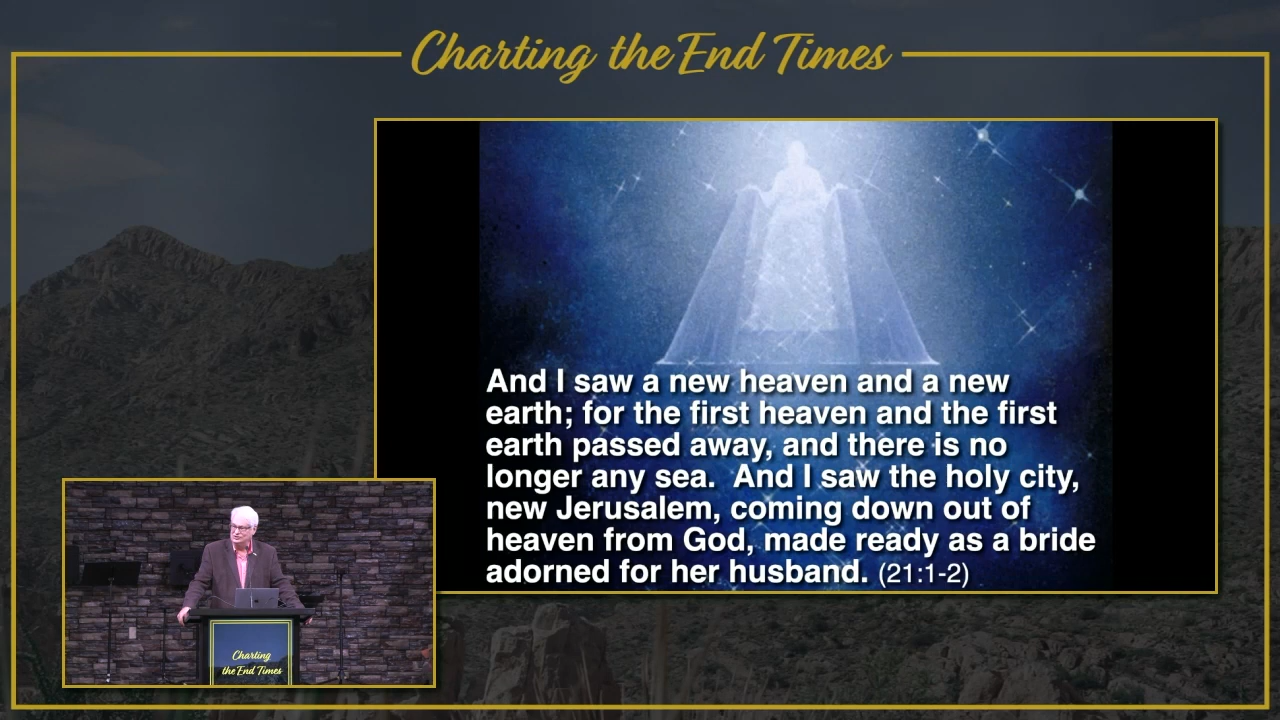 Charting the End Times
And I saw a new heaven and a new
earth; for the first heaven and the first
earth passed away, and there is no
longer any sea.  And I saw the holy city,
new Jerusalem, coming down out of
heaven from God, made ready as a bride
adorned for her husband. (21:1-2)
Charting
the End Times